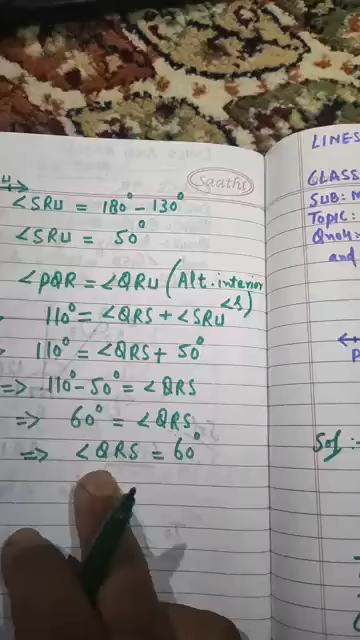 Saathi
∠SRU = 180° - 130°
∠SRU = 50°
∠PQR = ∠QRU (Alt. interior
∠s)
110° = ∠QRS + ∠SRU
110° = ∠QRS + 50°
=> 110° - 50° = ∠QRS
=> 60° = ∠QRS
=> ∠QRS = 60°
LINES
CLASS
SUB: M
TOPIC:
QNO4:
and
P
Sol:-